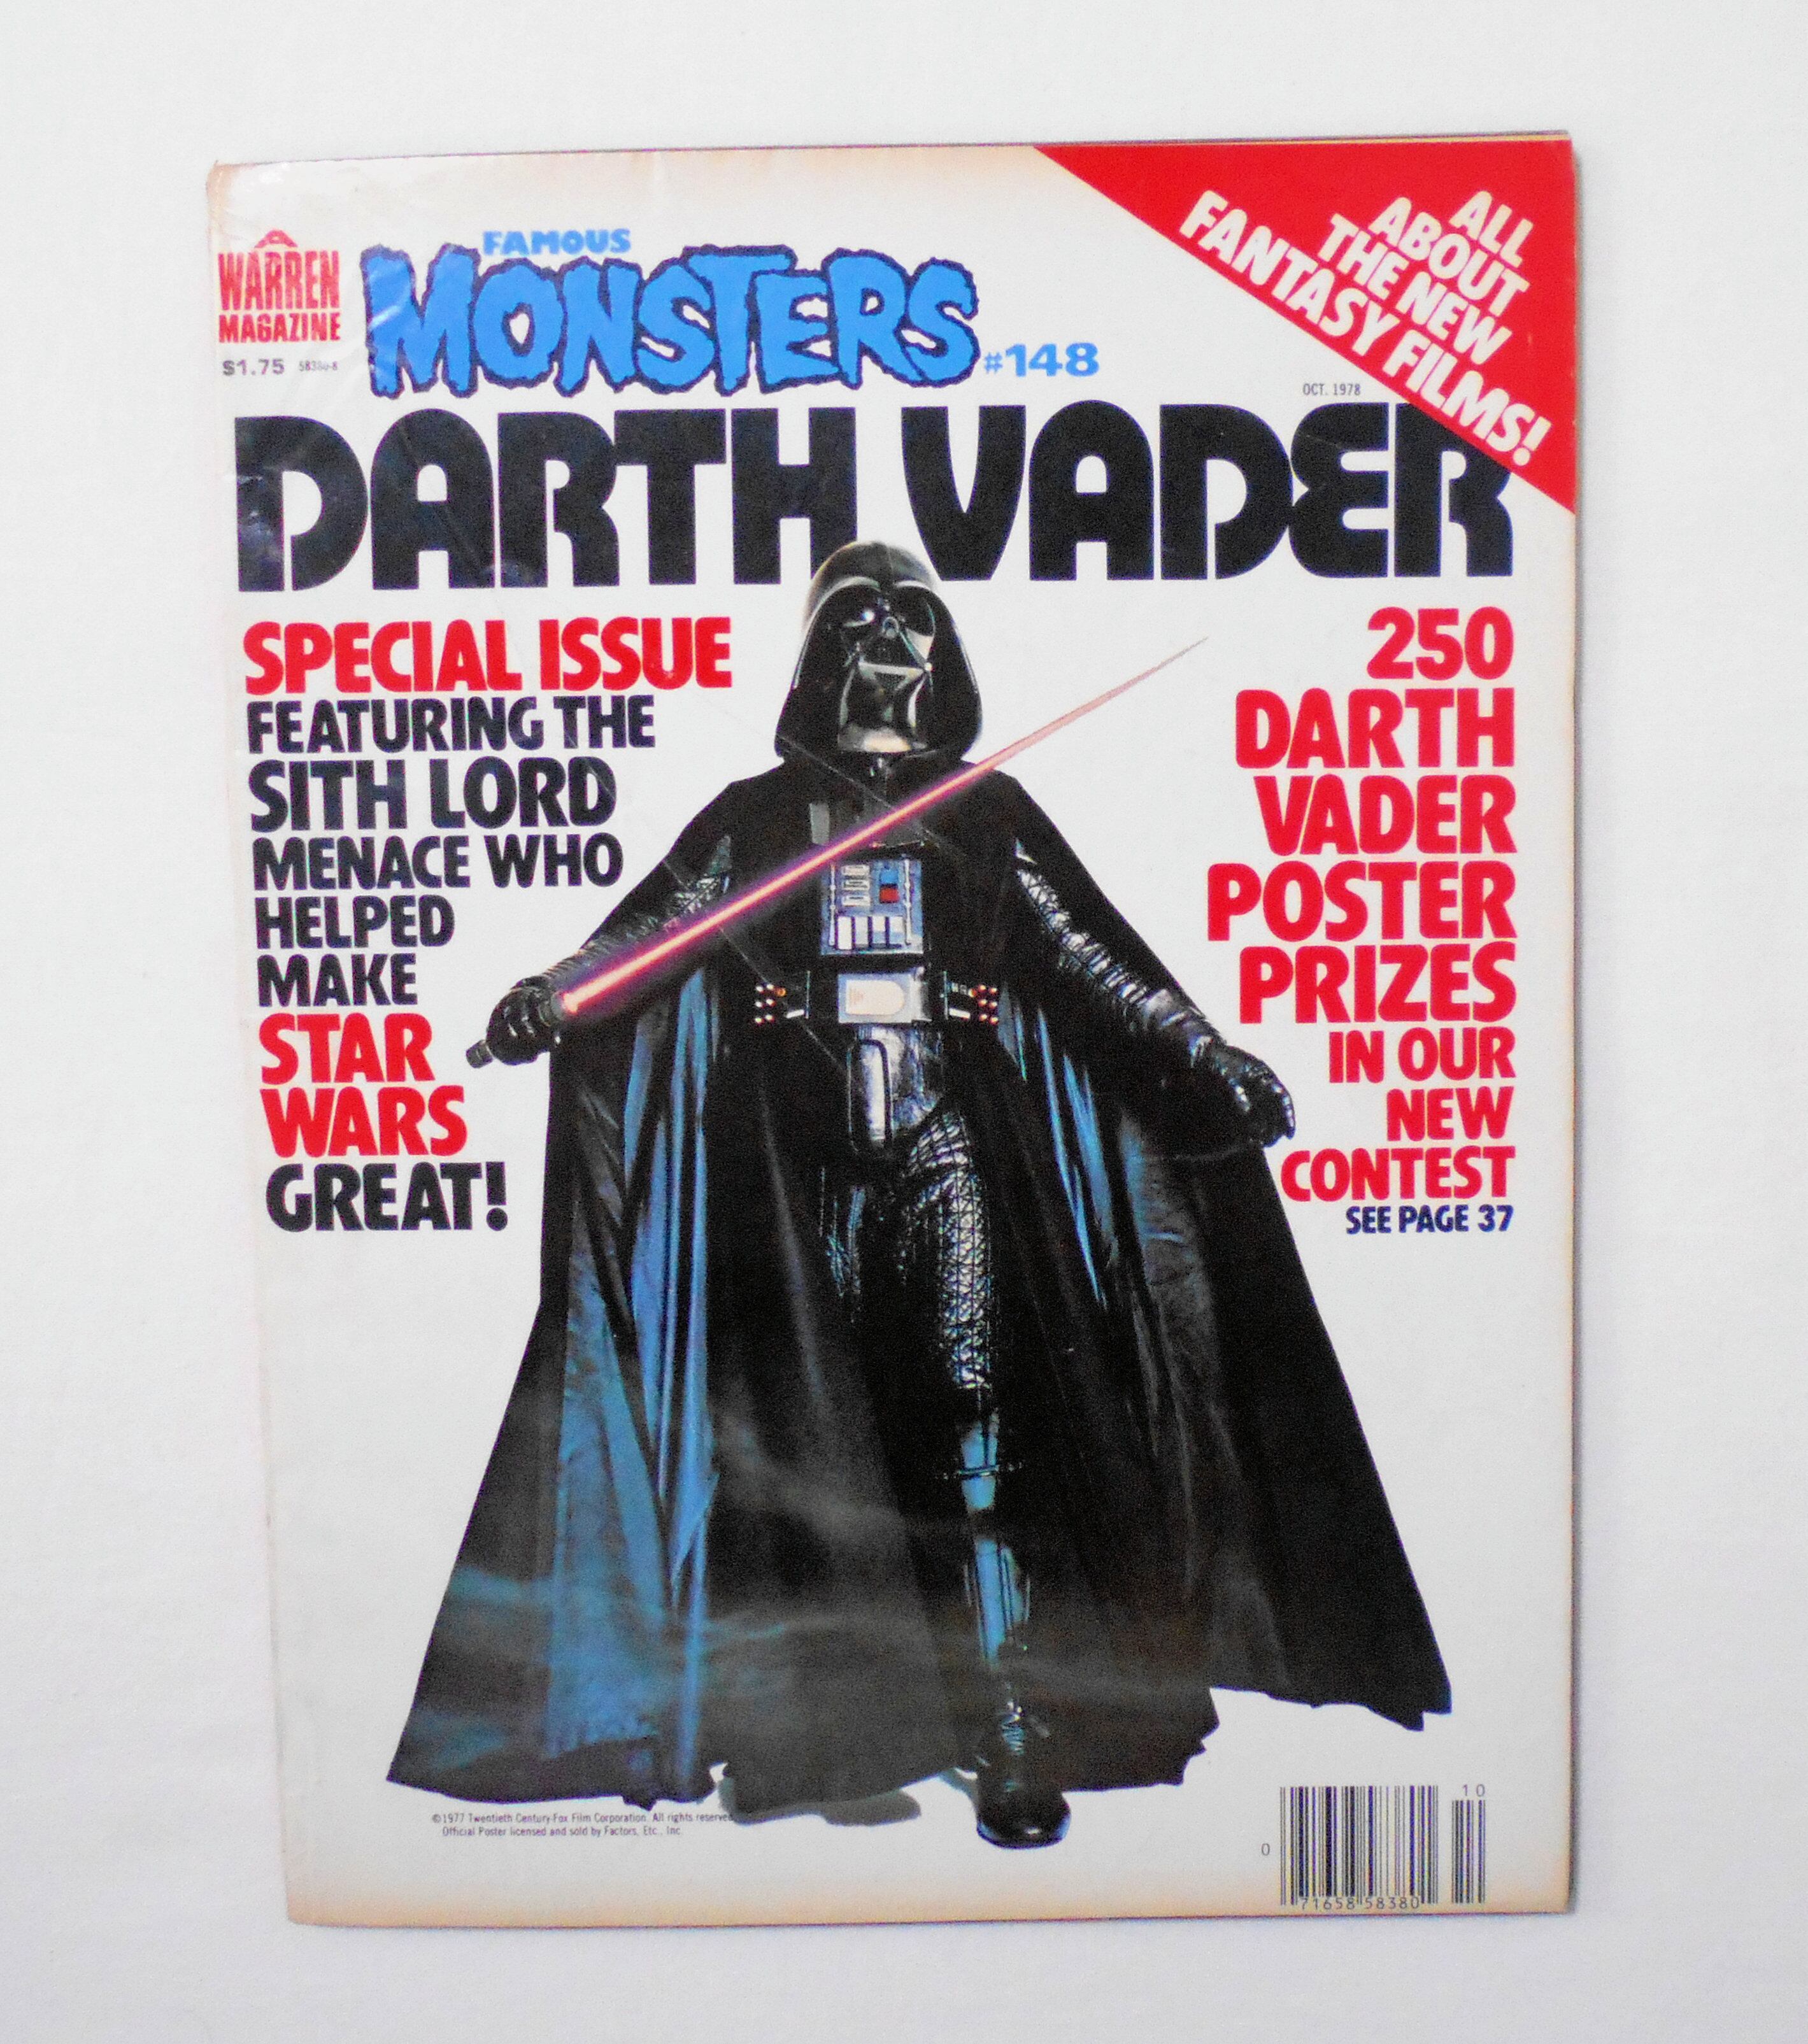 ALL
ABOUT
THE NEW
FANTASY FILMS!
WARREN
MAGAZINE
$1.75
FAMOUS
MONSTERS #148
OCT. 1978
DARTH VADER
SPECIAL ISSUE
FEATURING THE
SITH LORD
MENACE WHO
HELPED
MAKE
STAR
WARS
GREAT!
250
DARTH
VADER
POSTER
PRIZES
IN OUR
NEW
CONTEST
SEE PAGE 37
©1977 Twentieth Century-Fox Film Corporation. All rights reserved.
Official Poster licensed and sold by Factors, Etc., Inc.
10
0 71658 58380